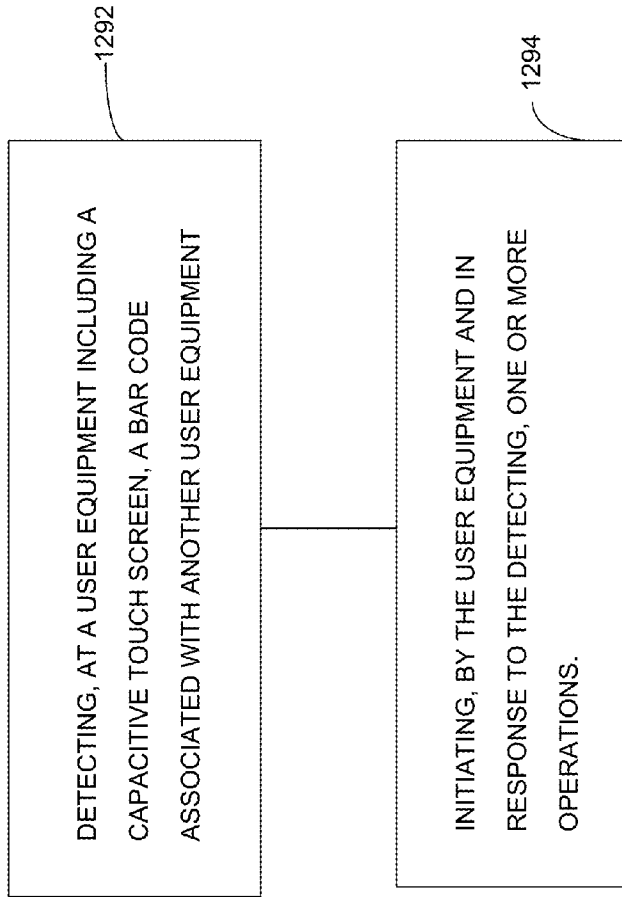 1292
DETECTING, AT A USER EQUIPMENT INCLUDING A
CAPACITIVE TOUCH SCREEN, A BAR CODE
ASSOCIATED WITH ANOTHER USER EQUIPMENT
1294
INITIATING, BY THE USER EQUIPMENT AND IN
RESPONSE TO THE DETECTING, ONE OR MORE
OPERATIONS.